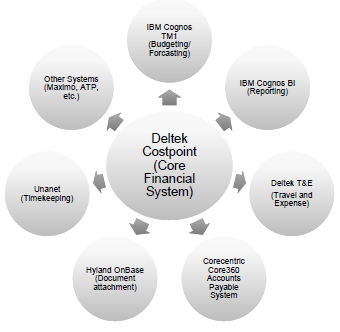 IBM Cognos
TM1
(Budgeting/
Forcasting)
Other Systems
(Maximo, ATP,
etc.)
IBM Cognos BI
(Reporting)
Deltek
Costpoint
(Core
Financial
System)
Unanet
(Timekeeping)
Deltek T&E
(Travel and
Expense)
Hyland OnBase
(Document
attachment)
Corecentric
Core360
Accounts
Payable
System